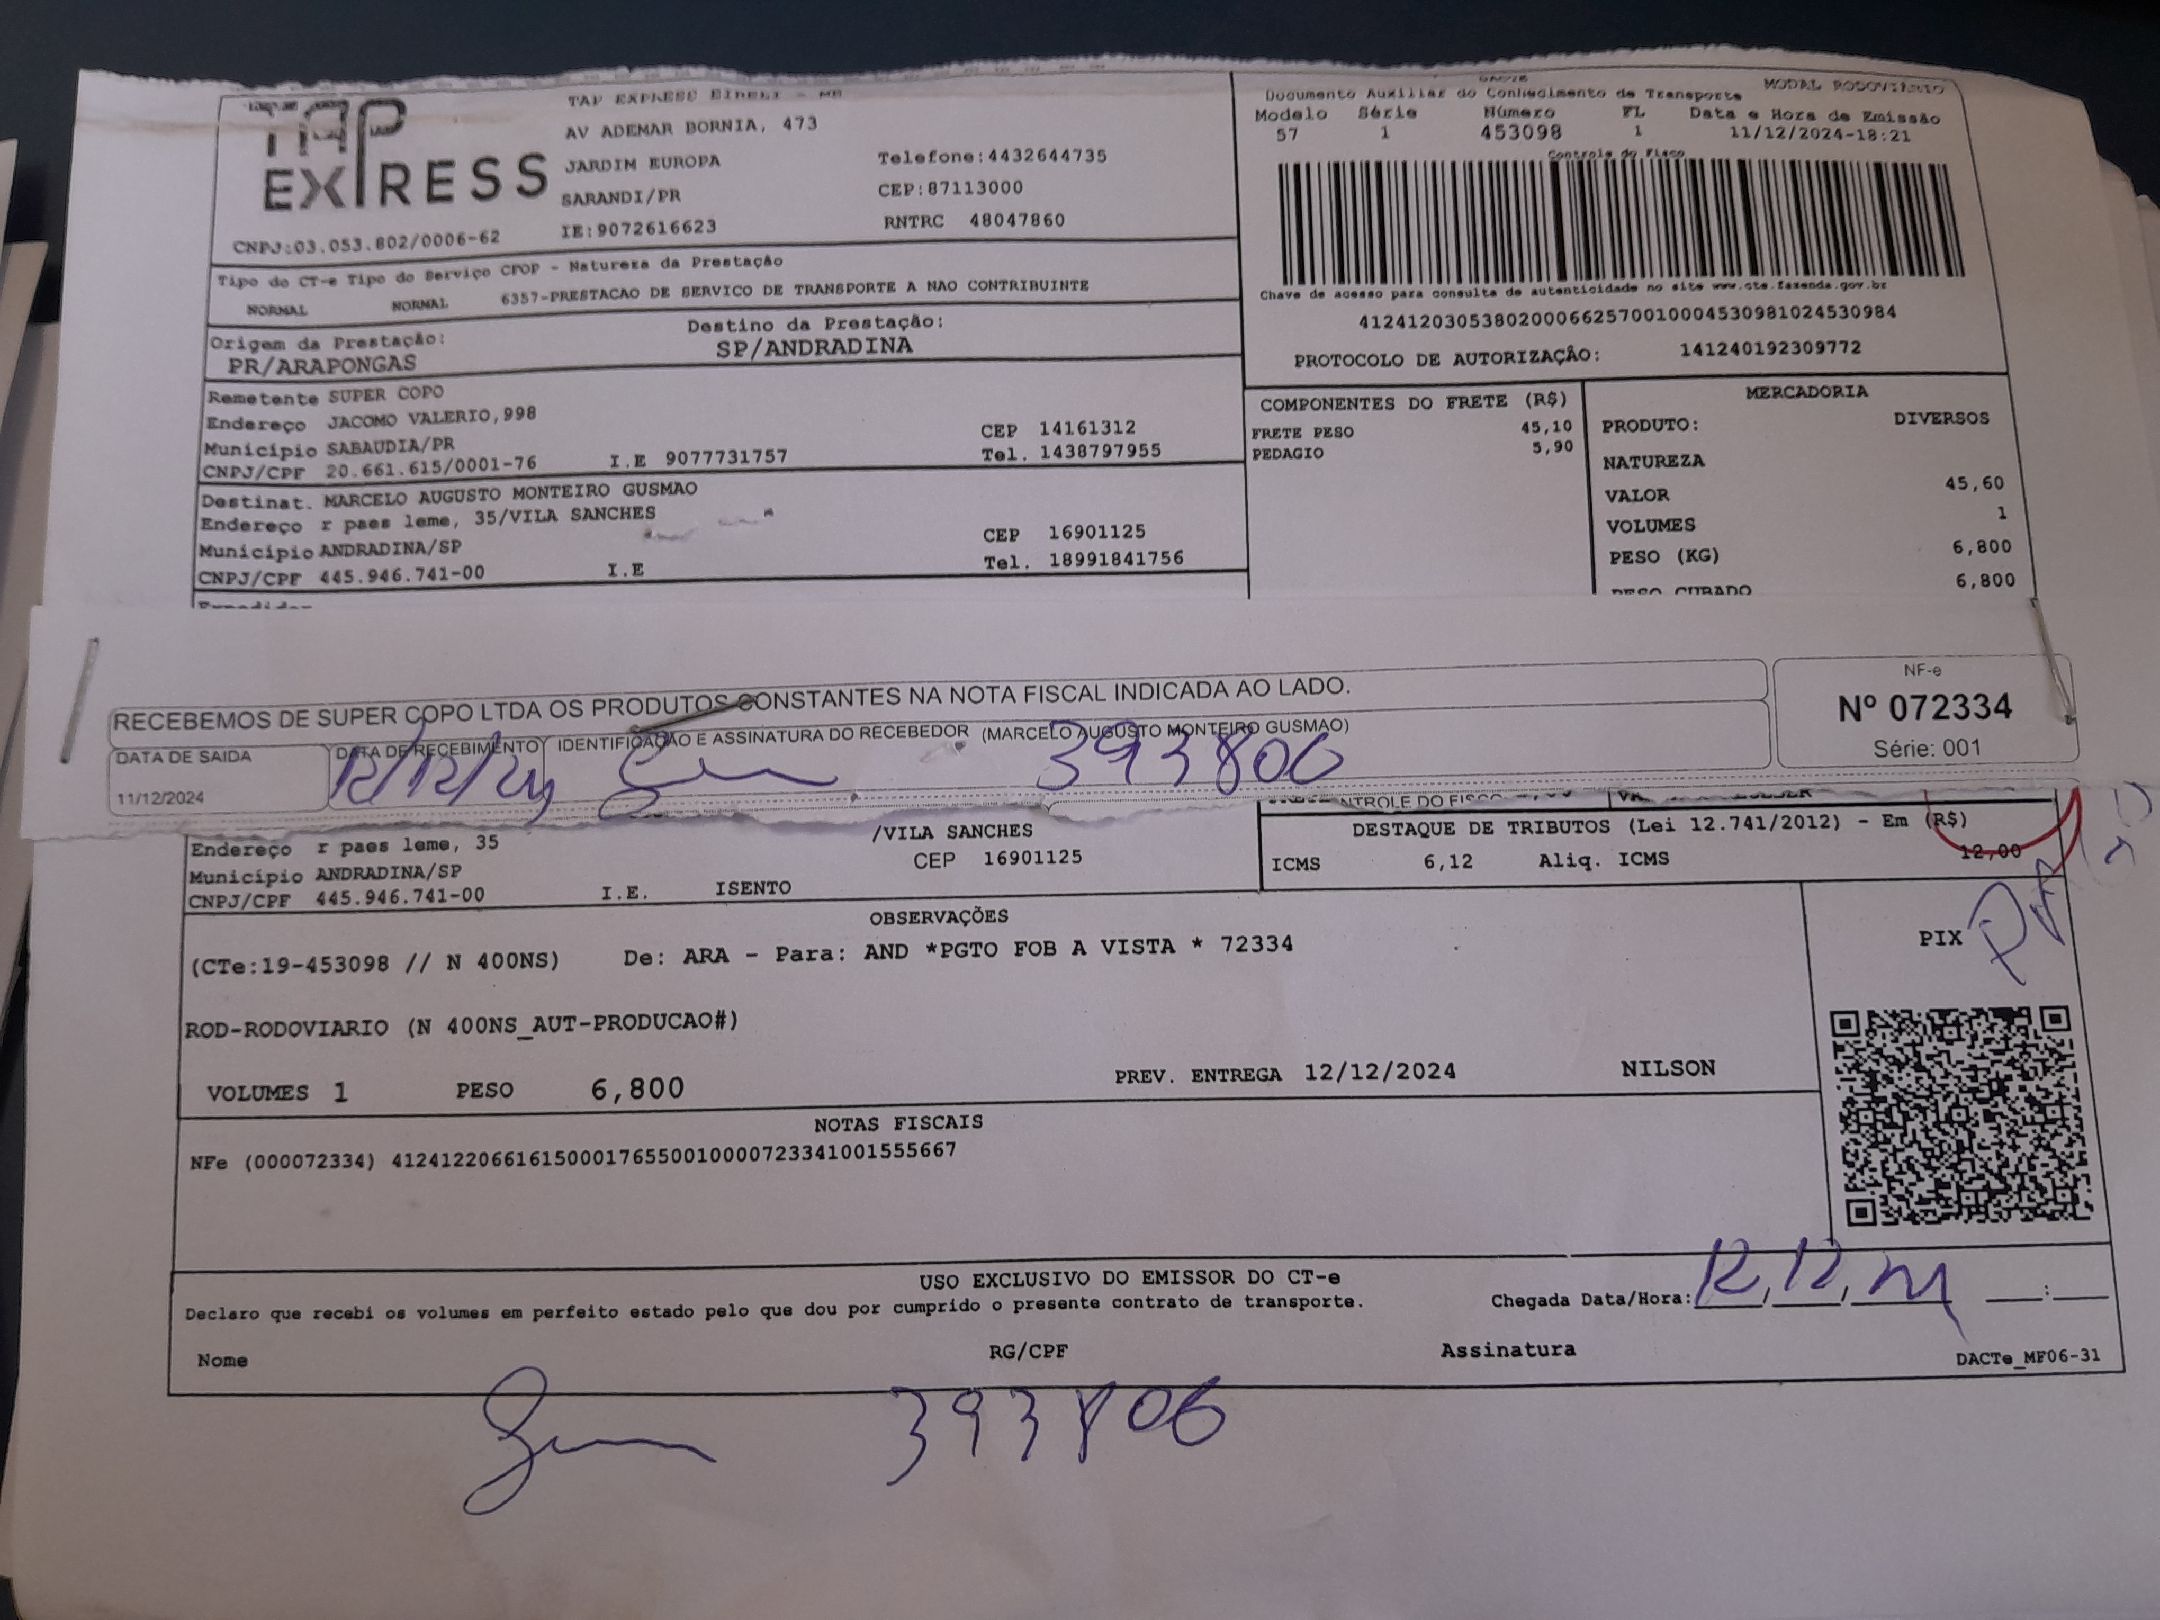 TAP EXPRESS
TAP EXPRESS EIRELI - ME
AV ADEMAR BORNIA, 473
JARDIM EUROPA Telefone:4432644735
SARANDI/PR CEP:87113000
CNPJ:03.053.802/0006-62 IE:9072616623 RNTRC 48047860
DACTE MODAL RODOVIÁRIO
Documento Auxiliar do Conhecimento de Transporte
Modelo Série Número FL Data e Hora de Emissão
57 1 453098 1 11/12/2024-18:21
Controle do Fisco
Chave de acesso para consulta de autenticidade no site www.cte.fazenda.gov.br
41241203053802000662570010004530981024530984
PROTOCOLO DE AUTORIZAÇÃO: 141240192309772
Tipo do CT-e Tipo do Serviço CFOP - Natureza da Prestação
NORMAL NORMAL 6357-PRESTACAO DE SERVICO DE TRANSPORTE A NAO CONTRIBUINTE
Origem da Prestação: Destino da Prestação:
PR/ARAPONGAS SP/ANDRADINA
Remetente SUPER COPO
Endereço JACOMO VALERIO,998
Município SABAUDIA/PR CEP 14161312
CNPJ/CPF 20.661.615/0001-76 I.E 9077731757 Tel. 1438797955
Destinat. MARCELO AUGUSTO MONTEIRO GUSMAO
Endereço r paes leme, 35/VILA SANCHES
Município ANDRADINA/SP CEP 16901125
CNPJ/CPF 445.946.741-00 I.E Tel. 18991841756
Expedidor
COMPONENTES DO FRETE (R$)
FRETE PESO 45,10
PEDAGIO 5,90
MERCADORIA
PRODUTO: DIVERSOS
NATUREZA
VALOR 45,60
VOLUMES 1
PESO (KG) 6,800
PESO CUBADO 6,800
RECEBEMOS DE SUPER COPO LTDA OS PRODUTOS CONSTANTES NA NOTA FISCAL INDICADA AO LADO.
DATA DE SAIDA DATA DE RECEBIMENTO IDENTIFICAÇÃO E ASSINATURA DO RECEBEDOR (MARCELO AUGUSTO MONTEIRO GUSMAO)
11/12/2024 12/12/24 393806
NF-e
Nº 072334
Série: 001
CONTROLE DO FISCO
Endereço r paes leme, 35 /VILA SANCHES
Município ANDRADINA/SP CEP 16901125
CNPJ/CPF 445.946.741-00 I.E. ISENTO
DESTAQUE DE TRIBUTOS (Lei 12.741/2012) - Em (R$)
ICMS 6,12 Aliq. ICMS 12,00
OBSERVAÇÕES
(CTe:19-453098 // N 400NS) De: ARA - Para: AND *PGTO FOB A VISTA * 72334
ROD-RODOVIARIO (N 400NS_AUT-PRODUCAO#)
VOLUMES 1 PESO 6,800 PREV. ENTREGA 12/12/2024 NILSON
PIX
NOTAS FISCAIS
NFe (000072334) 41241220661615000176550010000723341001555667
USO EXCLUSIVO DO EMISSOR DO CT-e
Declaro que recebi os volumes em perfeito estado pelo que dou por cumprido o presente contrato de transporte. Chegada Data/Hora: 12, 12, 24 :
Nome RG/CPF Assinatura DACTe_MF06-31
393806